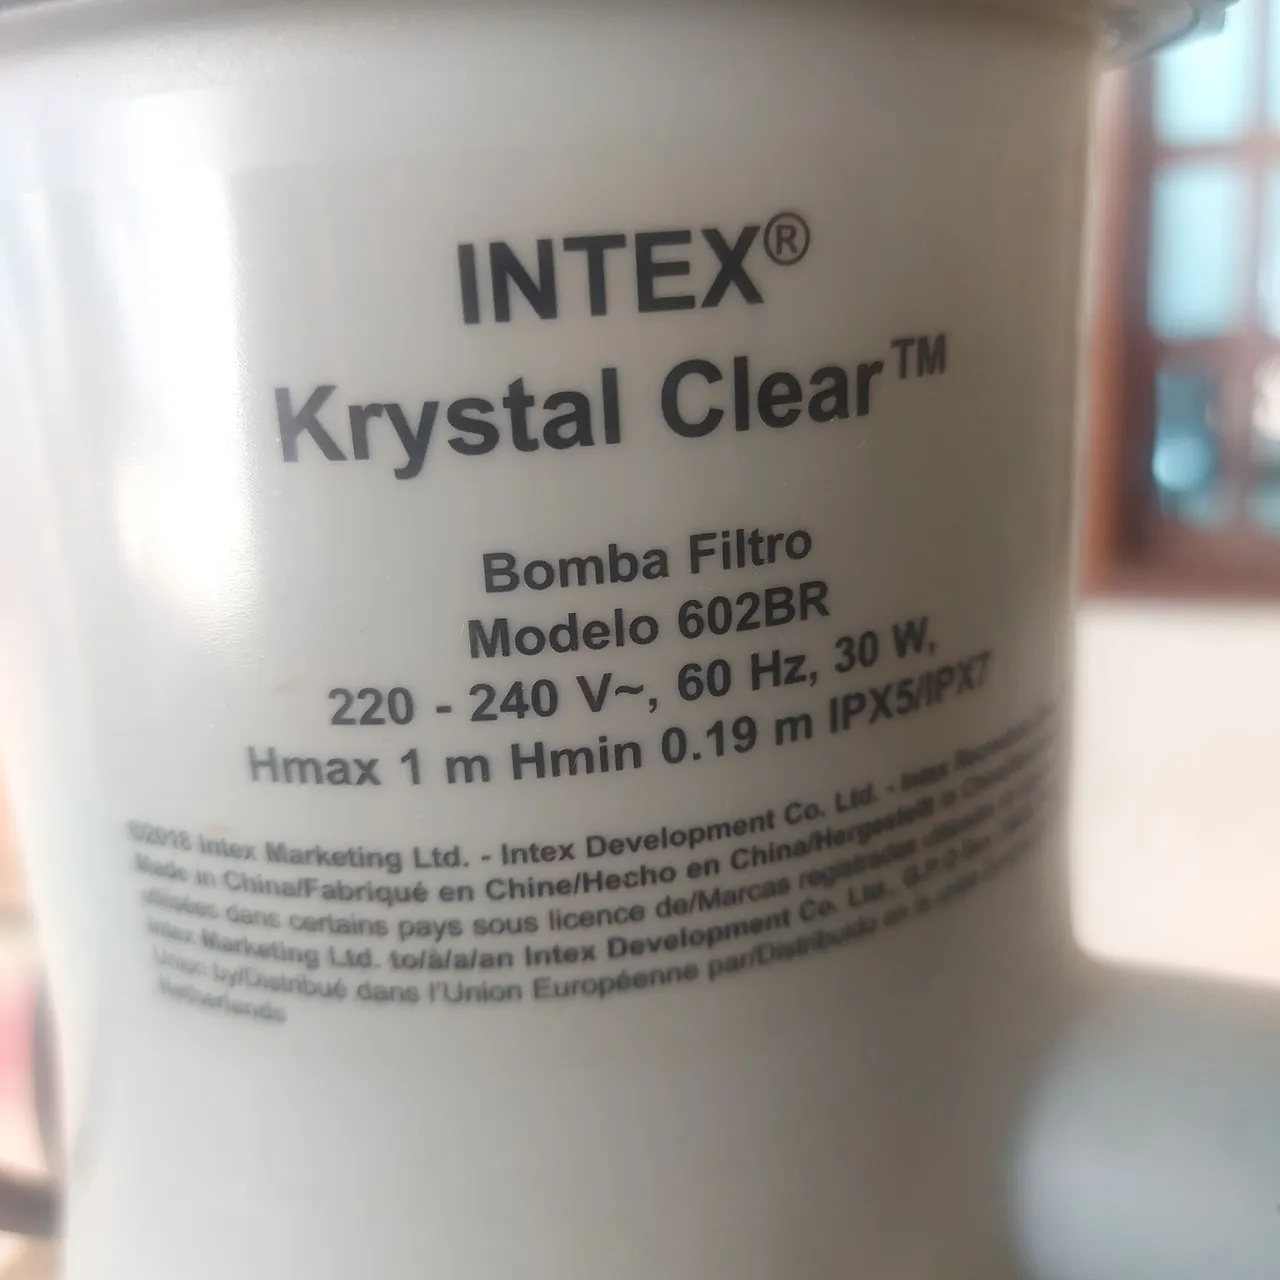 INTEX®
Krystal Clear™
Bomba Filtro
Modelo 602BR
220 - 240 V~, 60 Hz, 30 W,
Hmax 1 m Hmin 0.19 m IPX5/IPX7
Intex Marketing Ltd. - Intex Development Co. Ltd. - Intex
Made in China/Fabriqué en Chine/Hecho en China/Hergestellt in
utilisées dans certains pays sous licence de/Marcas registradas utilizadas
Intex Marketing Ltd. to/à/a/an Intex Development Co. Ltd., G.P.O.
Union by/Distribué dans l'Union Européenne par/Distribuido en la
Netherlands